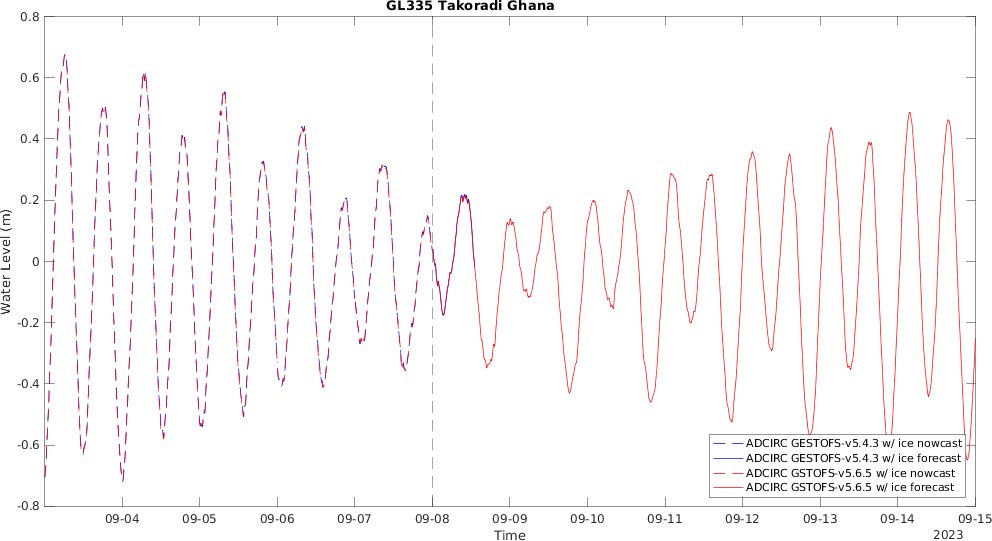 GL335 Takoradi Ghana
0.8
0.6
0.4
0.2
0
-0.2
-0.4
-0.6
-0.8
Water Level (m)
ADCIRC GESTOFS-v5.4.3 w/ ice nowcast
ADCIRC GESTOFS-v5.4.3 w/ ice forecast
ADCIRC GSTOFS-v5.6.5 w/ ice nowcast
ADCIRC GSTOFS-v5.6.5 w/ ice forecast
09-04 09-05 09-06 09-07 09-08 09-09 09-10 09-11 09-12 09-13 09-14 09-15
Time
2023